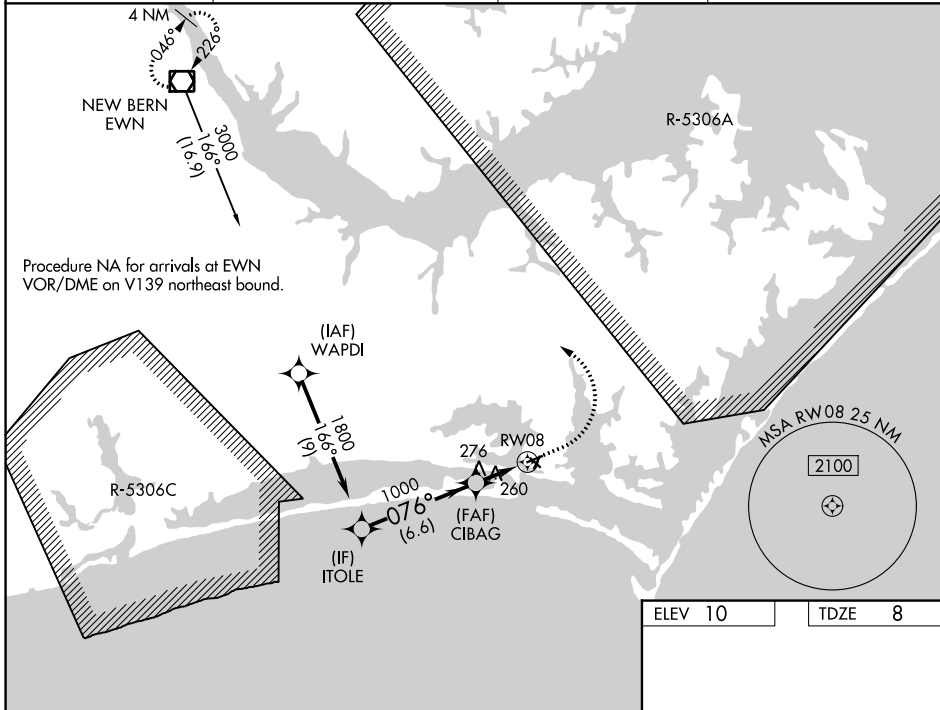 4 NM
046°
226°
NEW BERN
EWN
3000
166°
(16.9)
R-5306A
Procedure NA for arrivals at EWN
VOR/DME on V139 northeast bound.
(IAF)
WAPDI
1800
166°
(9)
R-5306C
1000
076°
(6.6)
(IF)
ITOLE
276
RW08
260
(FAF)
CIBAG
MSA RW08 25 NM
2100
ELEV 10
TDZE 8